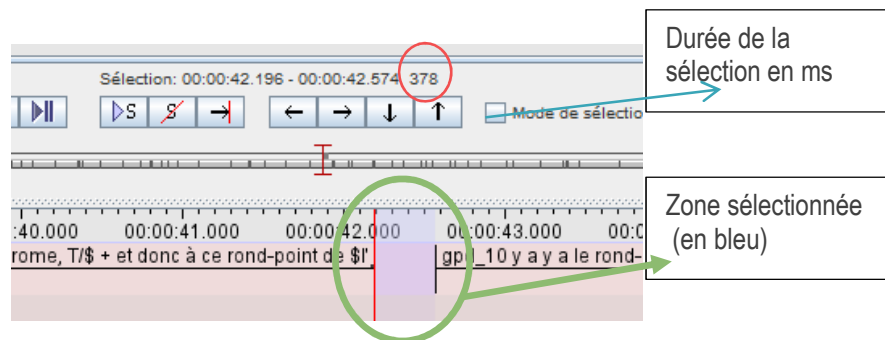 Durée de la
sélection en ms
Sélection: 00:00:42.196 - 00:00:42.574 378
S S Mode de sélectio
Zone sélectionnée
(en bleu)
:40.000 00:00:41.000 00:00:42.000 00:00:43.000 00:0
rome, T/$ + et donc à ce rond-point de $l', gpd_10 y a y a le rond-